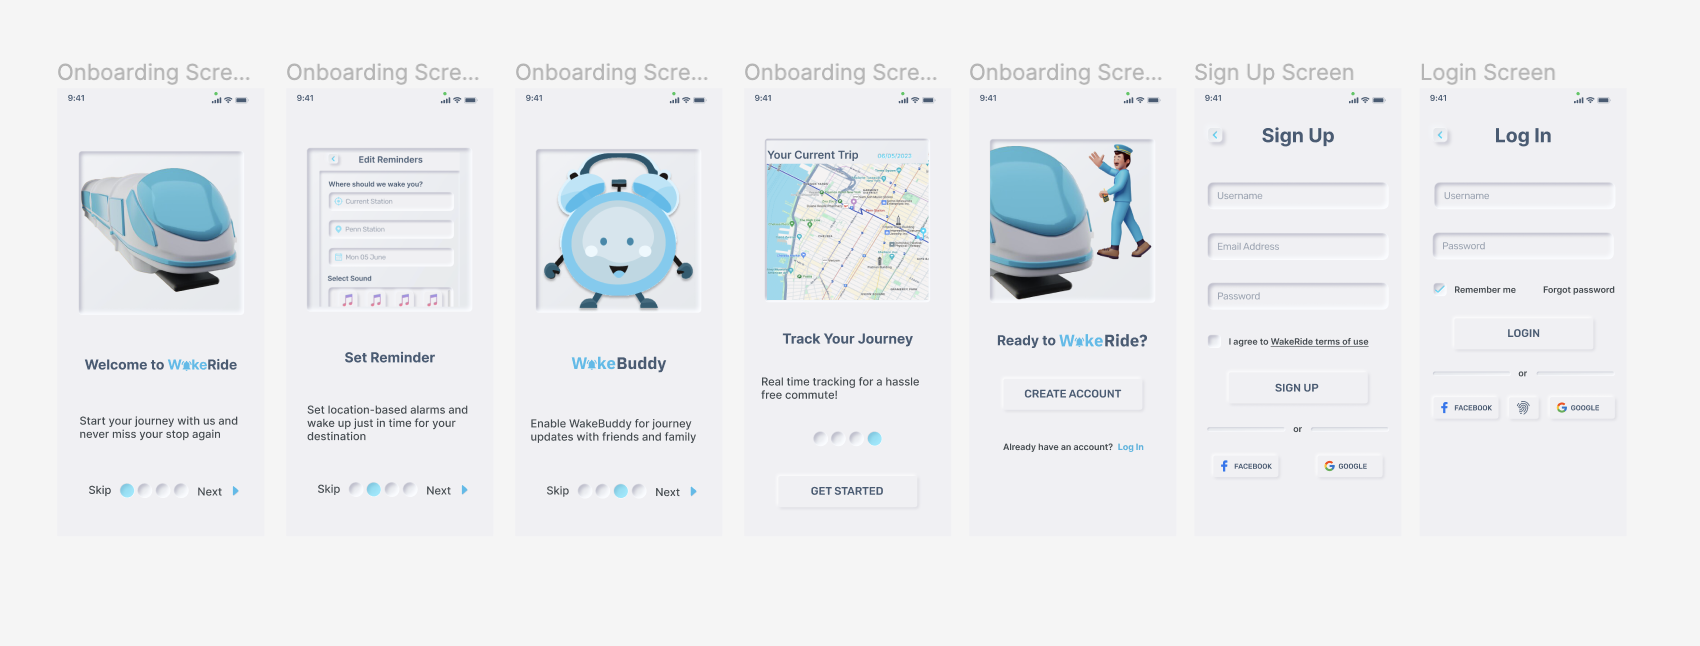 Onboarding Scre...
9:41
Welcome to WakeRide
Start your journey with us and
never miss your stop again
Skip
Next
Onboarding Scre...
9:41
Edit Reminders
Where should we wake you?
Current Station
Penn Station
Mon 05 June
Select Sound
Set Reminder
Set location-based alarms and
wake up just in time for your
destination
Skip
Next
Onboarding Scre...
9:41
WakeBuddy
Enable WakeBuddy for journey
updates with friends and family
Skip
Next
Onboarding Scre...
9:41
Your Current Trip
06/05/2023
Track Your Journey
Real time tracking for a hassle
free commute!
GET STARTED
Onboarding Scre...
9:41
Ready to WakeRide?
CREATE ACCOUNT
Already have an account? Log In
Sign Up Screen
9:41
Sign Up
Username
Email Address
Password
I agree to WakeRide terms of use
SIGN UP
or
FACEBOOK
GOOGLE
Login Screen
9:41
Log In
Username
Password
Remember me
Forgot password
LOGIN
or
FACEBOOK
GOOGLE